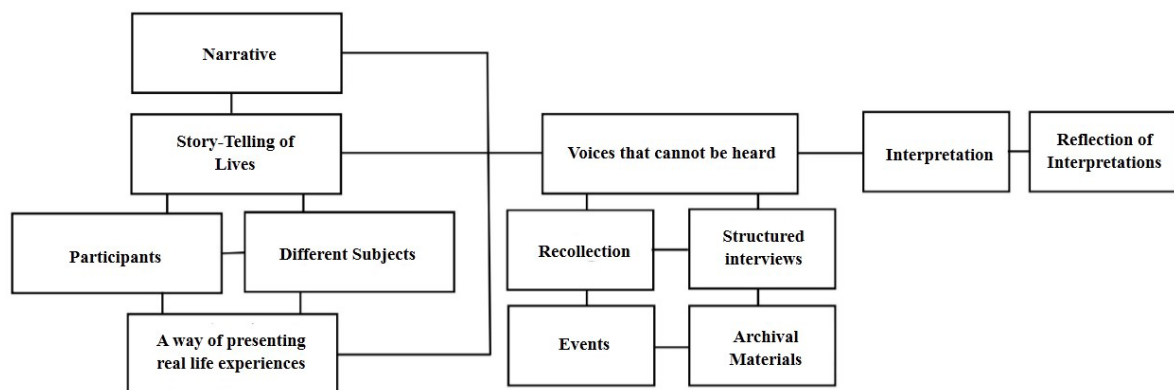 Narrative
Story-Telling of
Lives
Participants
Different Subjects
A way of presenting
real life experiences
Voices that cannot be heard
Recollection
Structured
interviews
Events
Archival
Materials
Interpretation
Reflection of
Interpretations